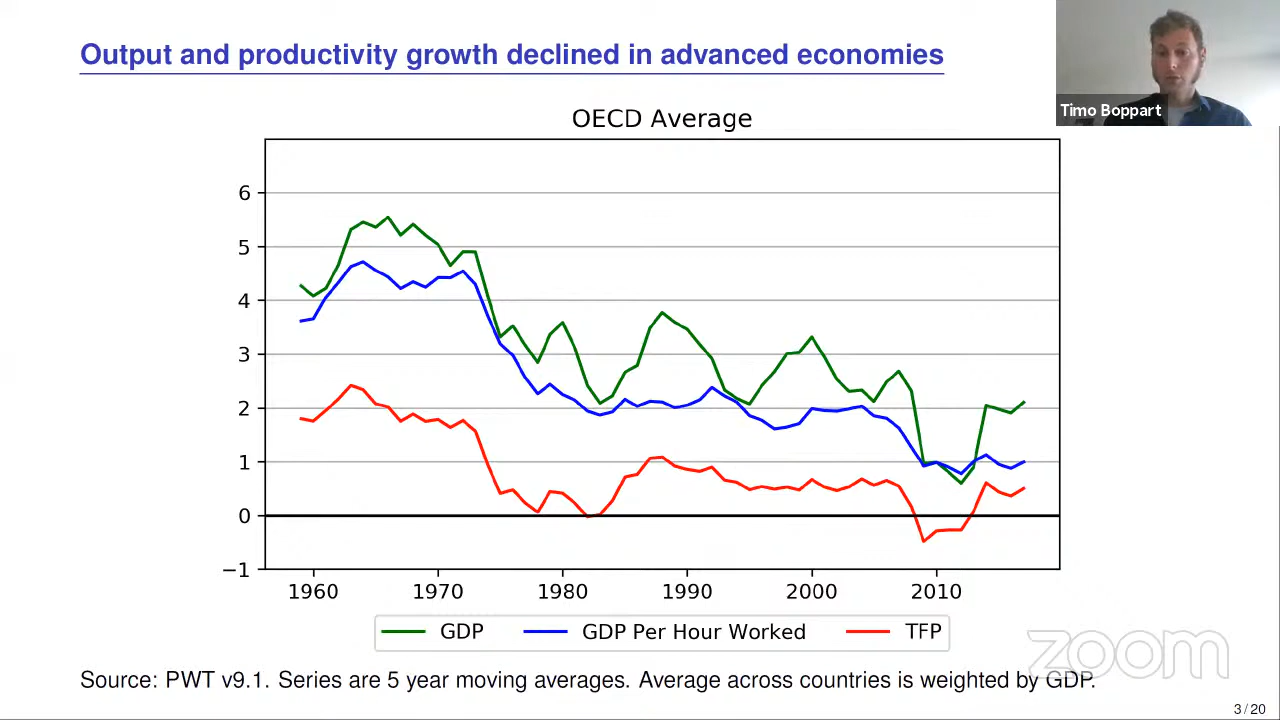 Output and productivity growth declined in advanced economies
Timo Boppart
OECD Average
6
5
4
3
2
1
0
−1
1960 1970 1980 1990 2000 2010
GDP GDP Per Hour Worked TFP
zoom
Source: PWT v9.1. Series are 5 year moving averages. Average across countries is weighted by GDP.
3 / 20